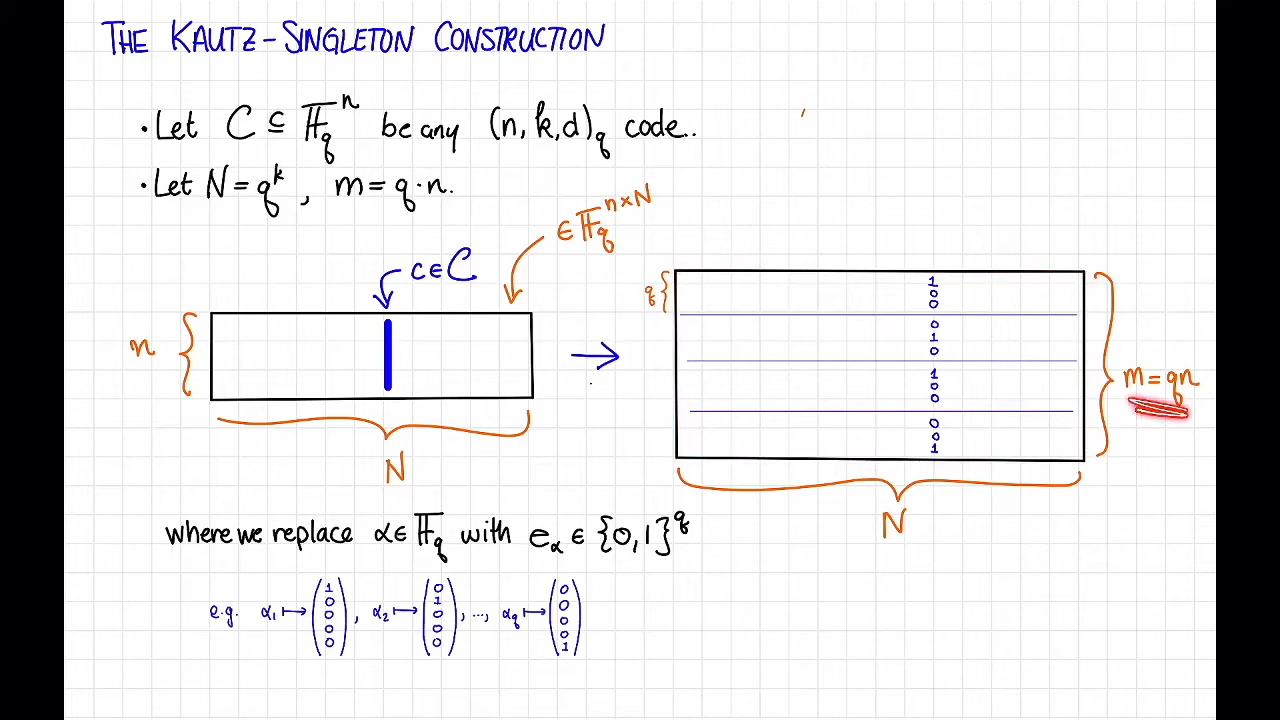 THE KAUTZ-SINGLETON CONSTRUCTION
· Let C ⊆ 𝔽_q^n be any (n, k, d)_q code..
· Let N = q^k , m = q·n.
∈ 𝔽_q^{n×N}
c ∈ C
n
N
→
q
1
0
0
0
1
0
1
0
0
0
0
1
m = qn
N
where we replace α ∈ 𝔽_q with e_α ∈ {0,1}^q
e.g. α_1 ↦ (1 0 0 0 0), α_2 ↦ (0 1 0 0 0), ..., α_q ↦ (0 0 0 0 1)